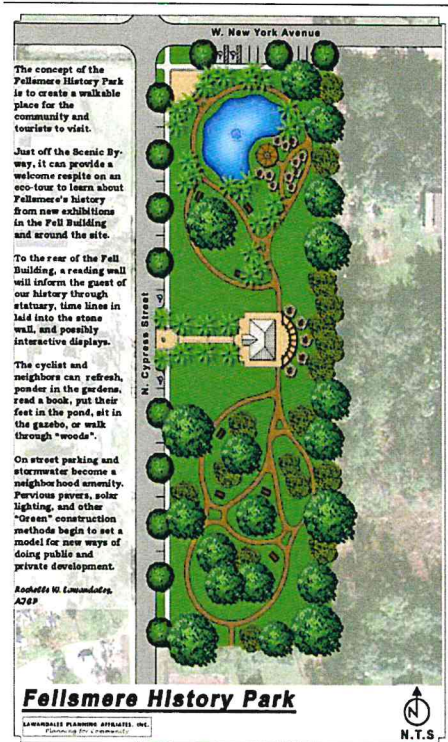 W. New York Avenue
The concept of the
Fellsmere History Park
is to create a walkable
place for the
community and
tourists to visit.
Just off the Scenic By-
way, it can provide a
welcome respite on an
eco-tour to learn about
Fellsmere's history
from new exhibitions
in the Fell Building
and around the site.
To the rear of the Fell
Building, a reading wall
will inform the guest of
our history through
statuary, time lines in
laid into the stone
wall, and possibly
interactive displays.
The cyclist and
neighbors can refresh,
ponder in the gardens,
read a book, put their
feet in the pond, sit in
the gazebo, or walk
through "woods".
On street parking and
stormwater become a
neighborhood amenity.
Pervious pavers, solar
lighting, and other
"Green" construction
methods begin to set a
model for new ways of
doing public and
private development.
Rochelle W. Lawandales,
AICP
N. Cypress Street
Fellsmere History Park
LAWANDALES PLANNING AFFILIATES, INC.
Planning for Community
N
N.T.S